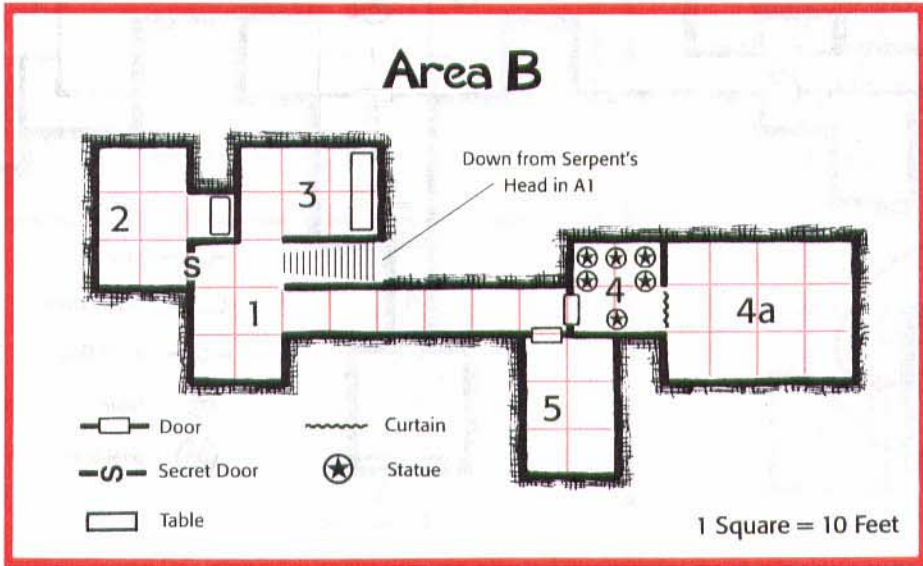 Area B
Down from Serpent's
Head in A1
2
3
S
1
4
4a
5
Door
Curtain
S
Secret Door
Statue
Table
1 Square = 10 Feet